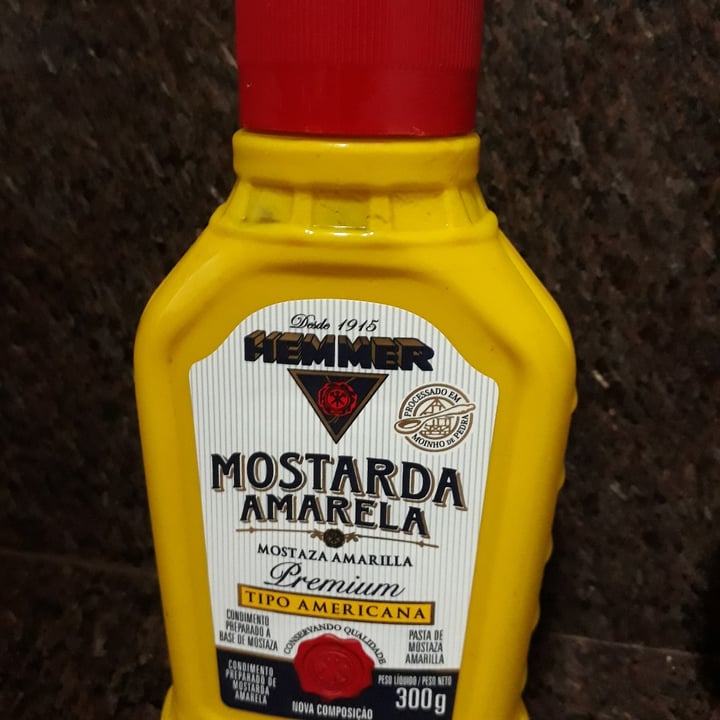 Desde 1915
HEMMER
PROCESSADO EM
MOINHO DE PEDRA
MOSTARDA
AMARELA
MOSTAZA AMARILLA
Premium
TIPO AMERICANA
CONDIMENTO
PREPARADO A
BASE DE MOSTAZA
CONSERVANDO QUALIDADE
PASTA DE
MOSTAZA
AMARILLA
CONDIMENTO
PREPARADO DE
MOSTARDA
AMARELA
PESO LÍQUIDO / PESO NETO
300g
NOVA COMPOSIÇÃO